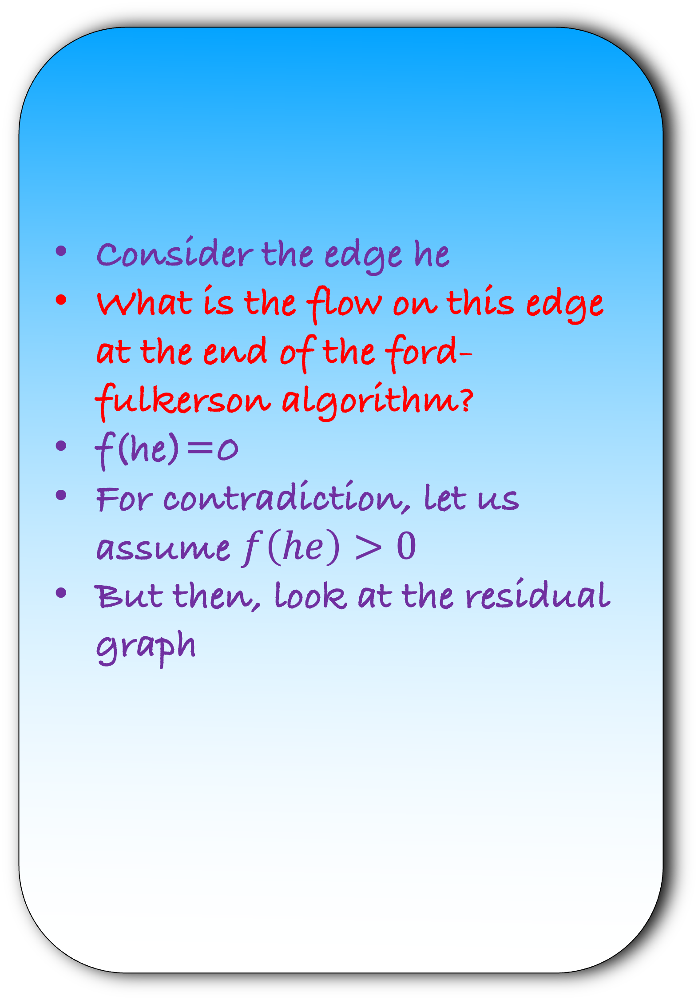 • Consider the edge he
• What is the flow on this edge
at the end of the ford-
fulkerson algorithm?
• f(he)=0
• For contradiction, let us
assume f(he) > 0
• But then, look at the residual
graph